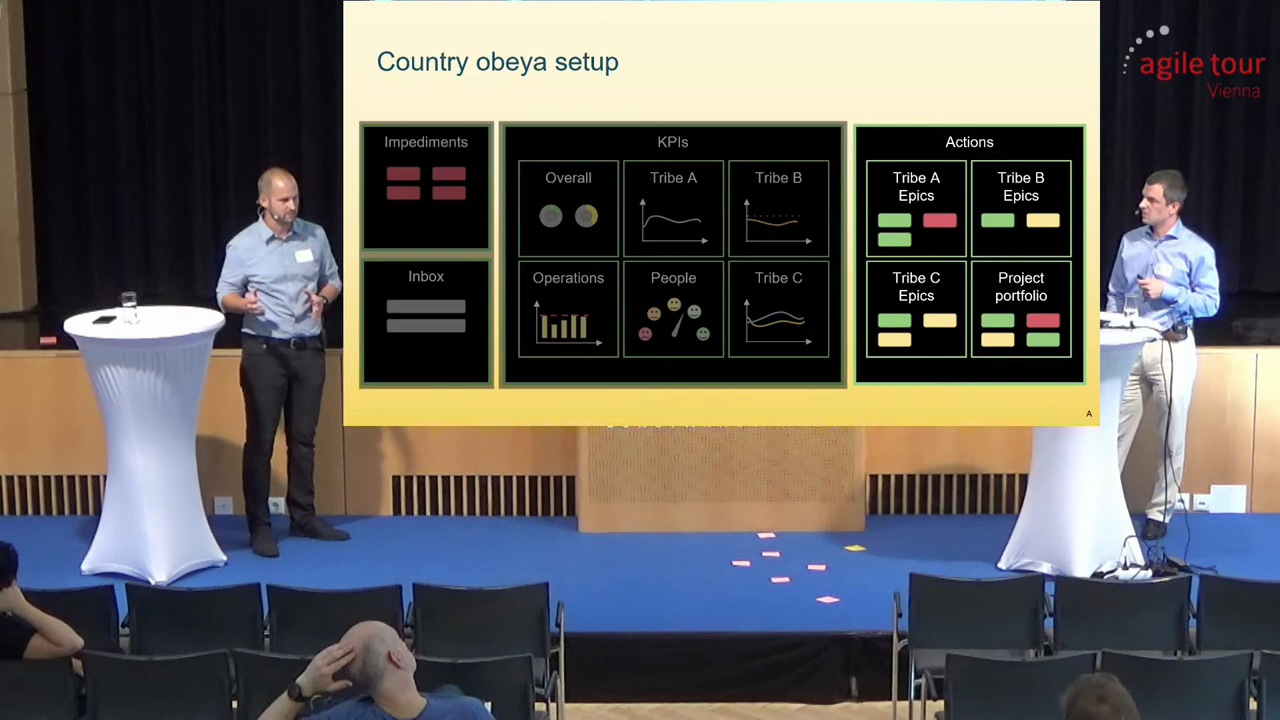 Country obeya setup
agile tour
Vienna
Impediments
Inbox
KPIs
Overall
Tribe A
Tribe B
Operations
People
Tribe C
Actions
Tribe A
Epics
Tribe B
Epics
Tribe C
Epics
Project
portfolio
A